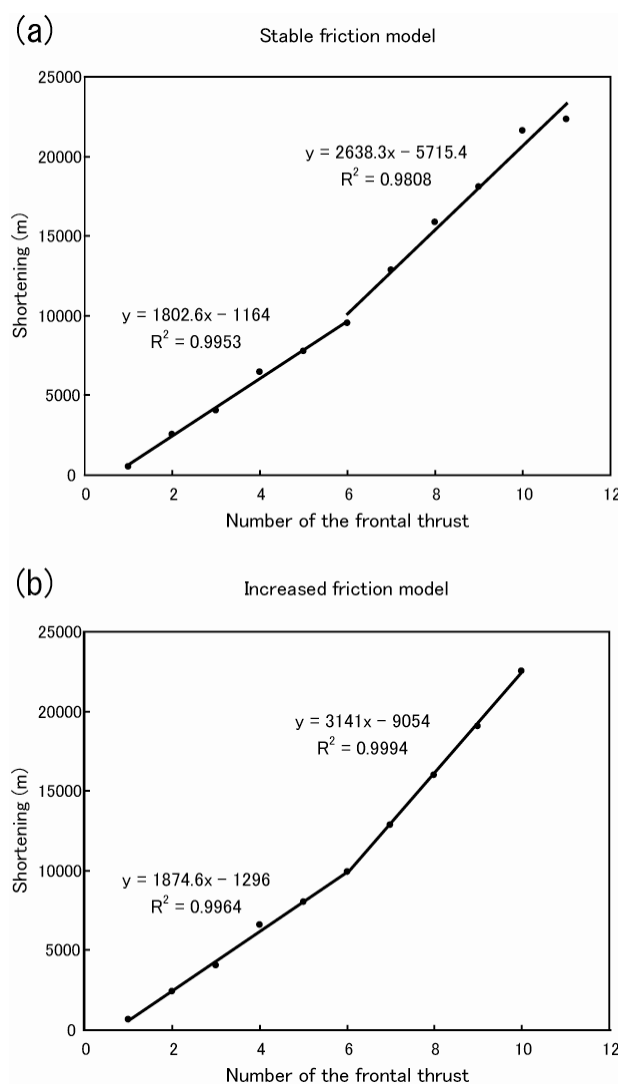 (a)
Stable friction model
25000
20000
15000
10000
5000
0
Shortening (m)
y = 2638.3x − 5715.4
R² = 0.9808
y = 1802.6x − 1164
R² = 0.9953
0 2 4 6 8 10 12
Number of the frontal thrust
(b)
Increased friction model
25000
20000
15000
10000
5000
0
Shortening (m)
y = 3141x − 9054
R² = 0.9994
y = 1874.6x − 1296
R² = 0.9964
0 2 4 6 8 10 12
Number of the frontal thrust